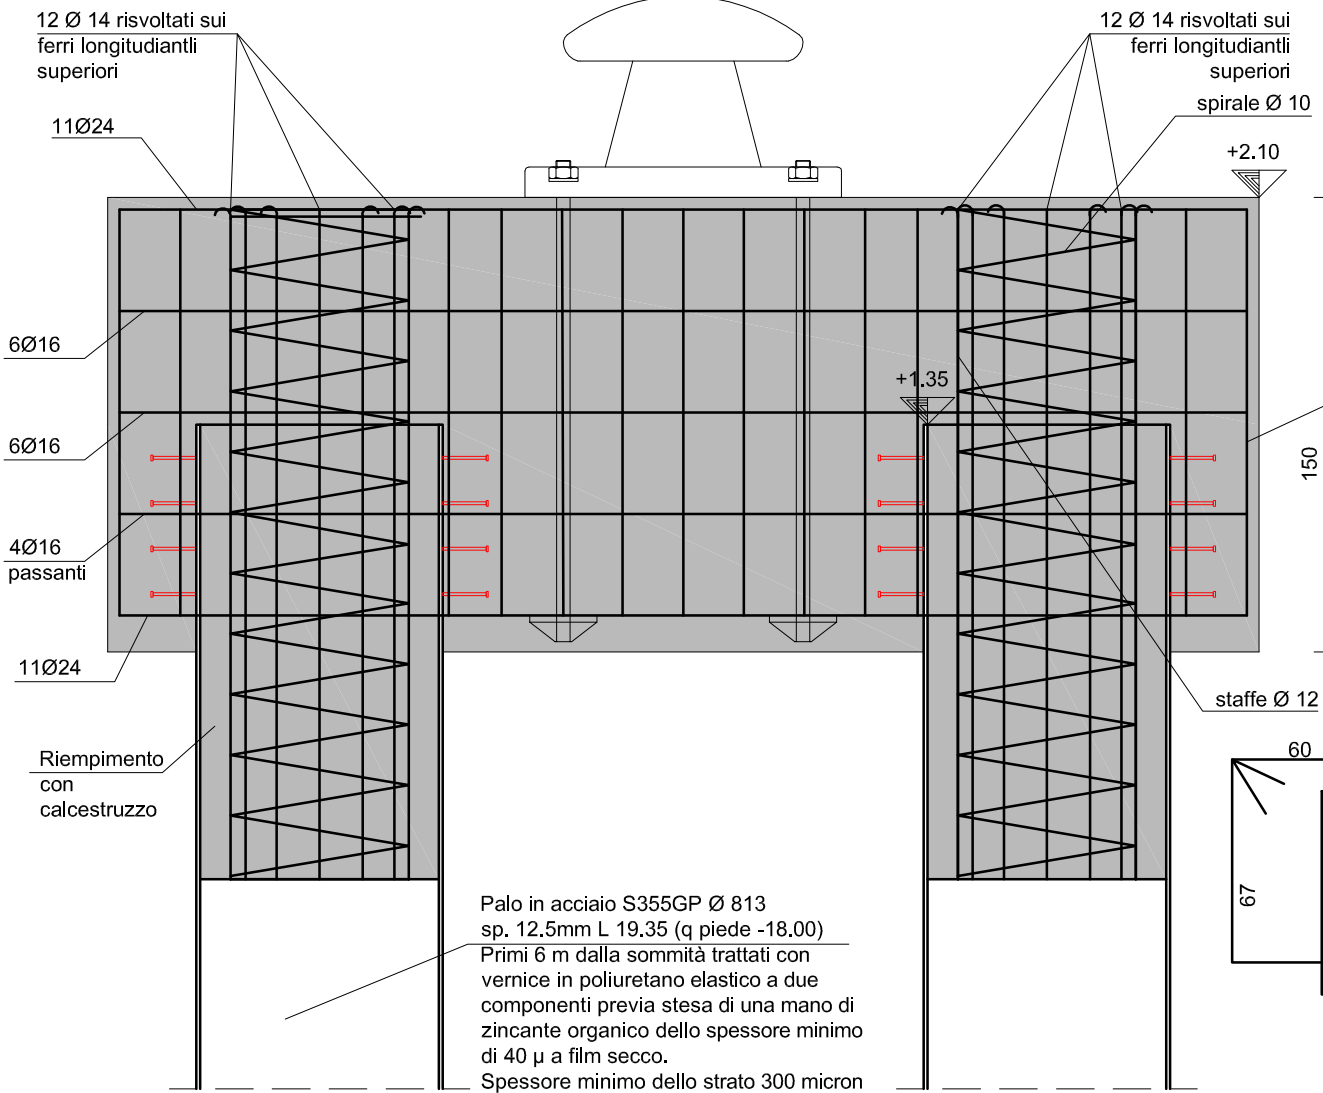 12 Ø 14 risvoltati sui
ferri longitudiantli
superiori
12 Ø 14 risvoltati sui
ferri longitudiantli
superiori
spirale Ø 10
11Ø24
+2.10
6Ø16
+1.35
6Ø16
150
4Ø16
passanti
11Ø24
staffe Ø 12
Riempimento
con
calcestruzzo
60
67
Palo in acciaio S355GP Ø 813
sp. 12.5mm L 19.35 (q piede -18.00)
Primi 6 m dalla sommità trattati con
vernice in poliuretano elastico a due
componenti previa stesa di una mano di
zincante organico dello spessore minimo
di 40 µ a film secco.
Spessore minimo dello strato 300 micron